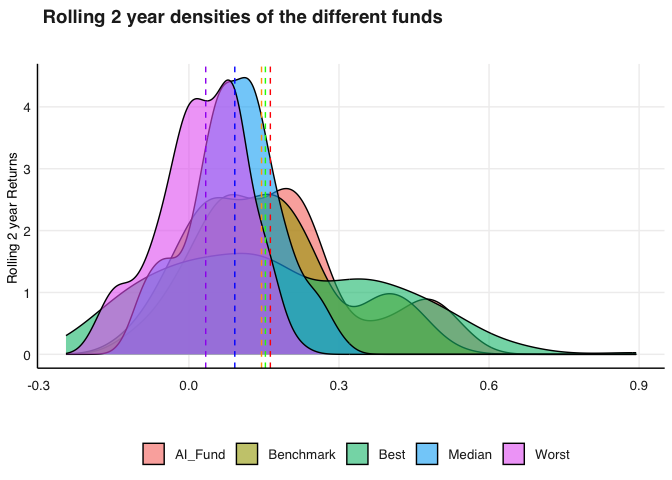 Rolling 2 year densities of the different funds
Rolling 2 year Returns
4
3
2
1
0
-0.3 0.0 0.3 0.6 0.9
AI_Fund Benchmark Best Median Worst